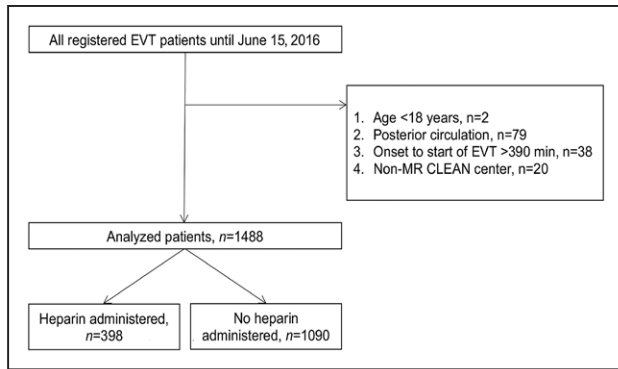 All registered EVT patients until June 15, 2016
1. Age <18 years, n=2
2. Posterior circulation, n=79
3. Onset to start of EVT >390 min, n=38
4. Non-MR CLEAN center, n=20
Analyzed patients, n=1488
Heparin administered,
n=398
No heparin
administered, n=1090